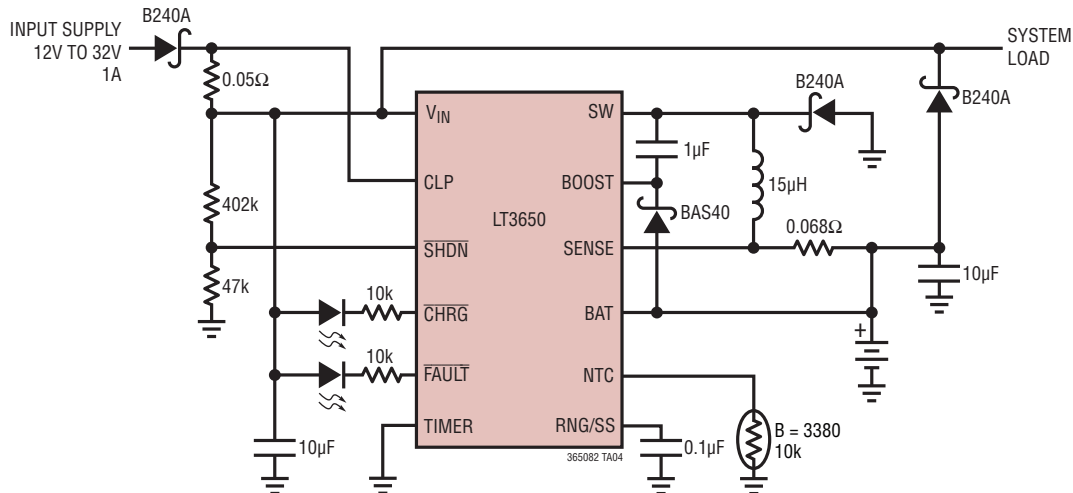 INPUT SUPPLY
12V TO 32V
1A
B240A
0.05Ω
SYSTEM
LOAD
B240A
B240A
VIN
SW
1µF
CLP
BOOST
15µH
402k
LT3650
BAS40
0.068Ω
SHDN
SENSE
47k
10µF
10k
CHRG
BAT
+
10k
FAULT
NTC
TIMER
RNG/SS
B = 3380
10k
10µF
0.1µF
365082 TA04